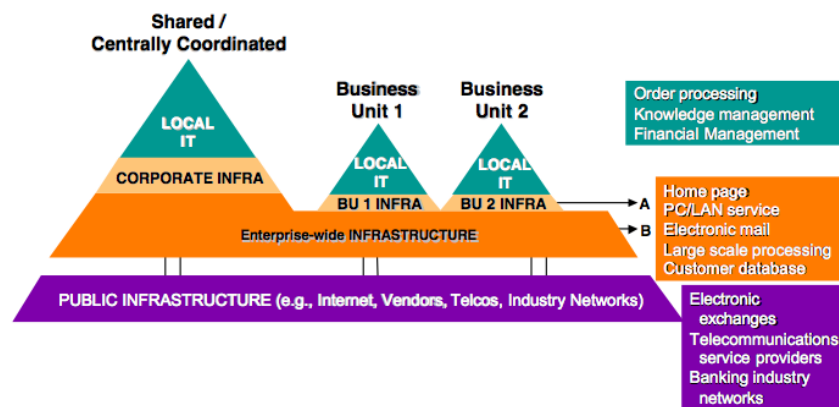 Shared /
Centrally Coordinated
Business
Unit 1
Business
Unit 2
LOCAL
IT
CORPORATE INFRA
LOCAL
IT
BU 1 INFRA
LOCAL
IT
BU 2 INFRA
A
B
Enterprise-wide INFRASTRUCTURE
PUBLIC INFRASTRUCTURE (e.g., Internet, Vendors, Telcos, Industry Networks)
Order processing
Knowledge management
Financial Management
Home page
PC/LAN service
Electronic mail
Large scale processing
Customer database
Electronic
exchanges
Telecommunications
service providers
Banking industry
networks